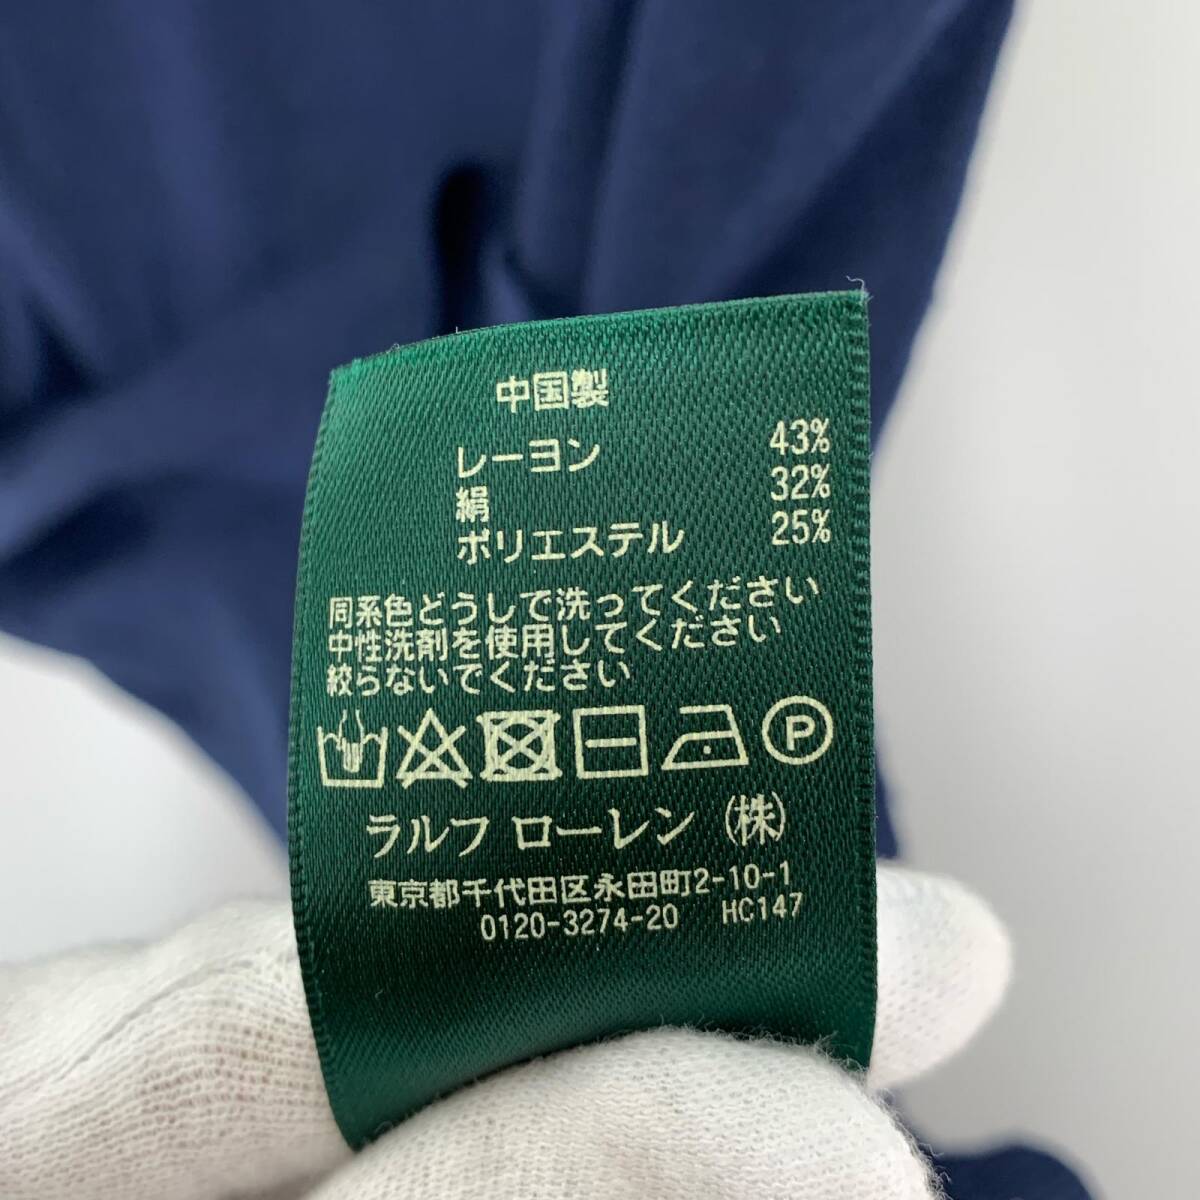 中国製
レーヨン 43%
絹 32%
ポリエステル 25%
同系色どうしで洗ってください
中性洗剤を使用してください
絞らないでください
P
ラルフ ローレン (株)
東京都千代田区永田町2-10-1
0120-3274-20 HC147